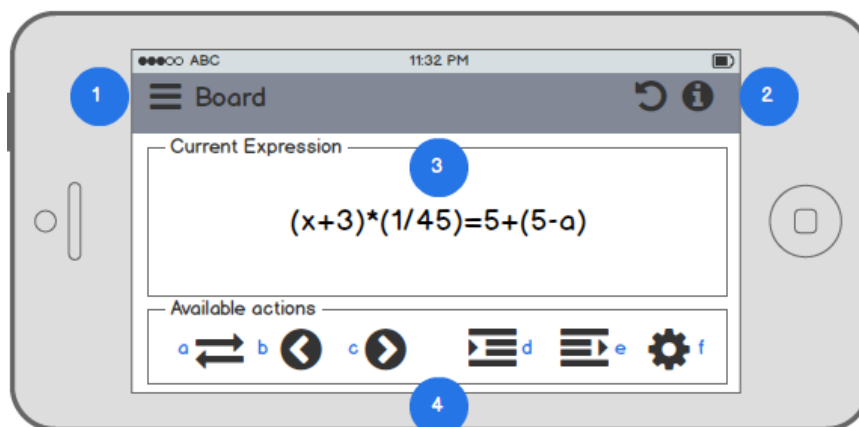 ABC 11:32 PM
1 Board 2
Current Expression
3
(x+3)*(1/45)=5+(5-a)
Available actions
a b c d e f
4